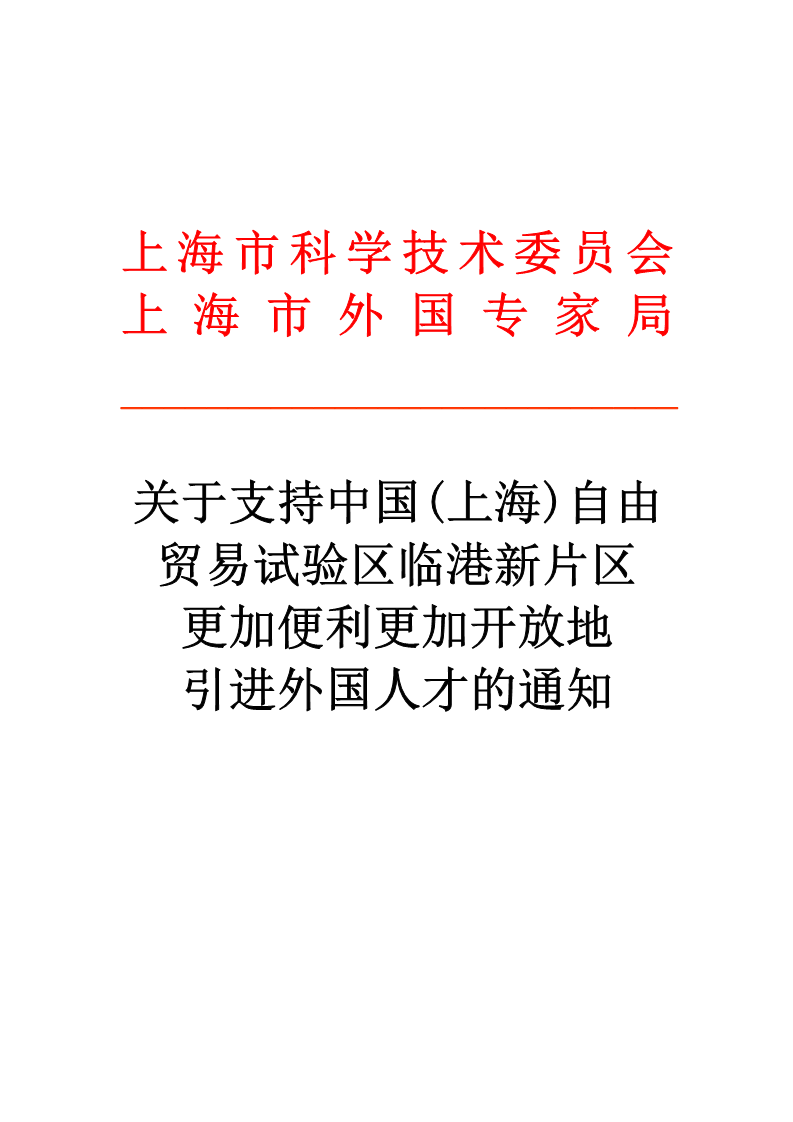 上海市科学技术委员会
上海市外国专家局
关于支持中国(上海)自由
贸易试验区临港新片区
更加便利更加开放地
引进外国人才的通知